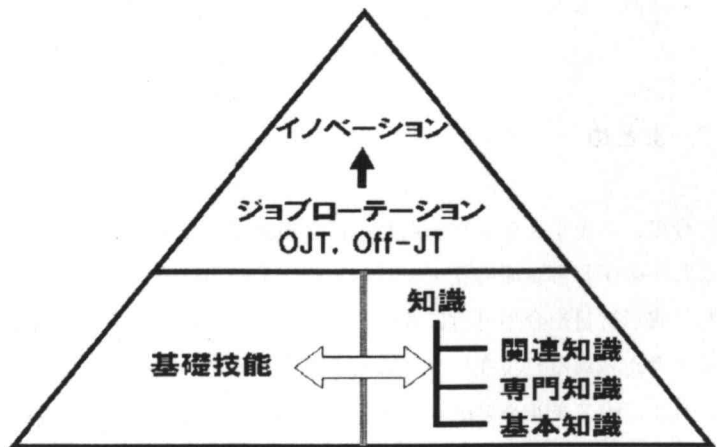 イノベーション
ジョブローテーション
OJT, Off-JT
知識
基礎技能
関連知識
専門知識
基本知識